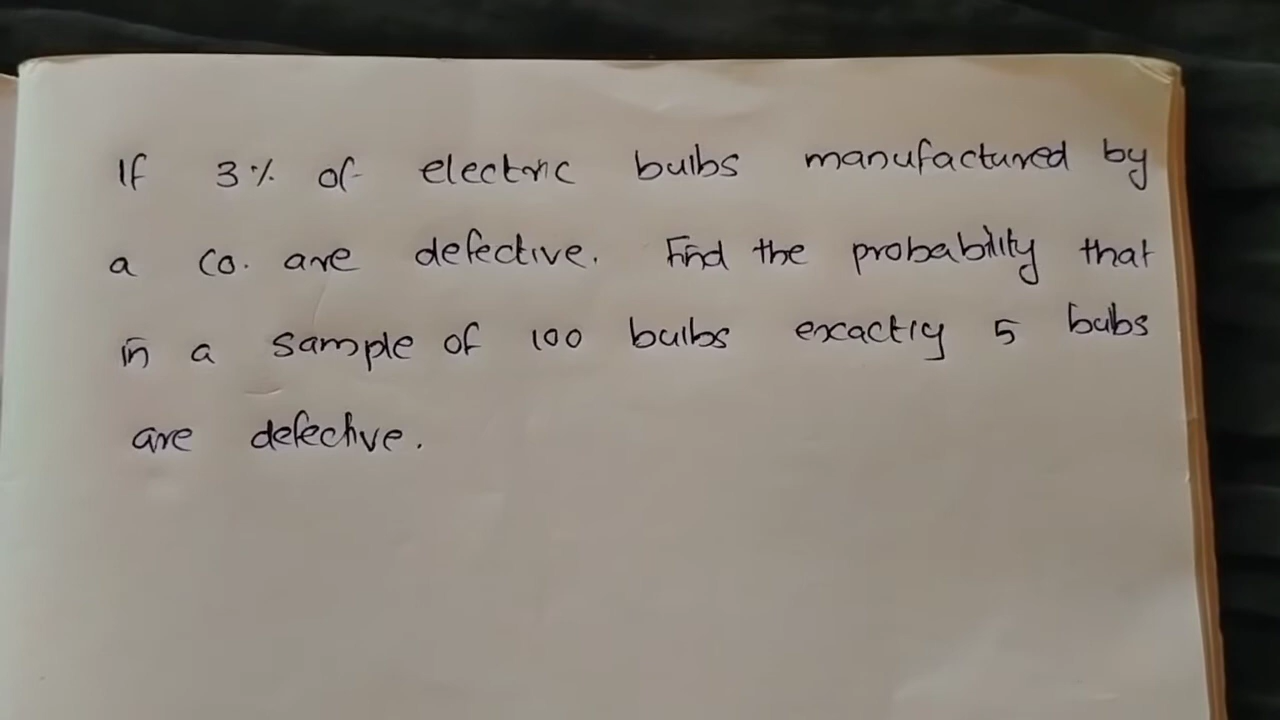 If 3% of electric bulbs manufactured by
a Co. are defective. Find the probability that
in a sample of 100 bulbs exactly 5 bubs
are defective.